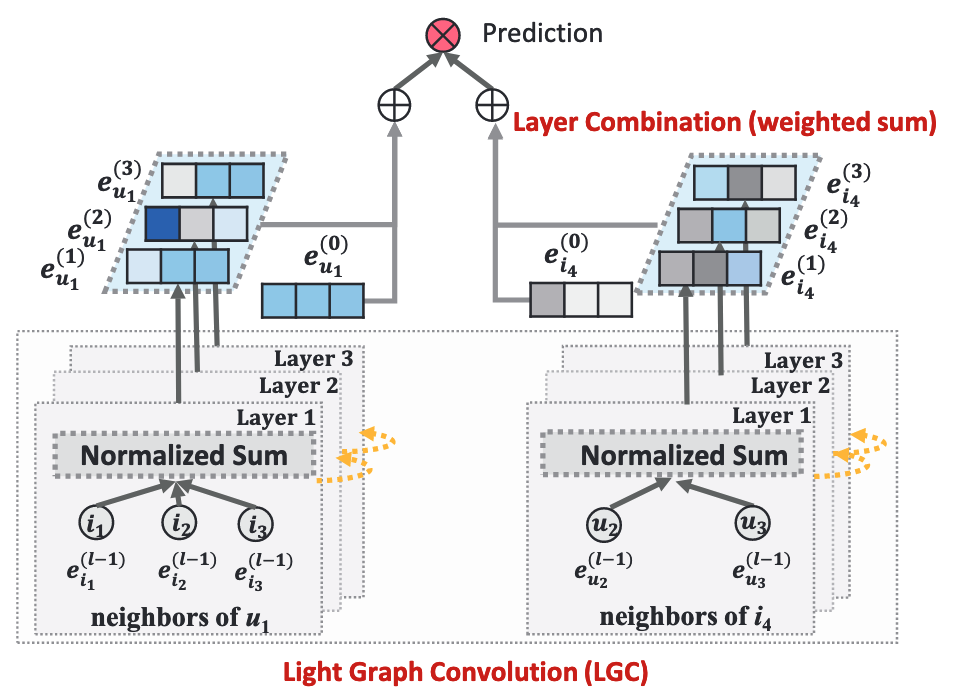 Prediction
Layer Combination (weighted sum)
e_{u_1}^{(3)}
e_{u_1}^{(2)}
e_{u_1}^{(1)}
e_{u_1}^{(0)}
e_{i_4}^{(0)}
e_{i_4}^{(3)}
e_{i_4}^{(2)}
e_{i_4}^{(1)}
Layer 3
Layer 2
Layer 1
Normalized Sum
i_1 i_2 i_3
e_{i_1}^{(l-1)} e_{i_2}^{(l-1)} e_{i_3}^{(l-1)}
neighbors of u_1
Layer 3
Layer 2
Layer 1
Normalized Sum
u_2 u_3
e_{u_2}^{(l-1)} e_{u_3}^{(l-1)}
neighbors of i_4
Light Graph Convolution (LGC)